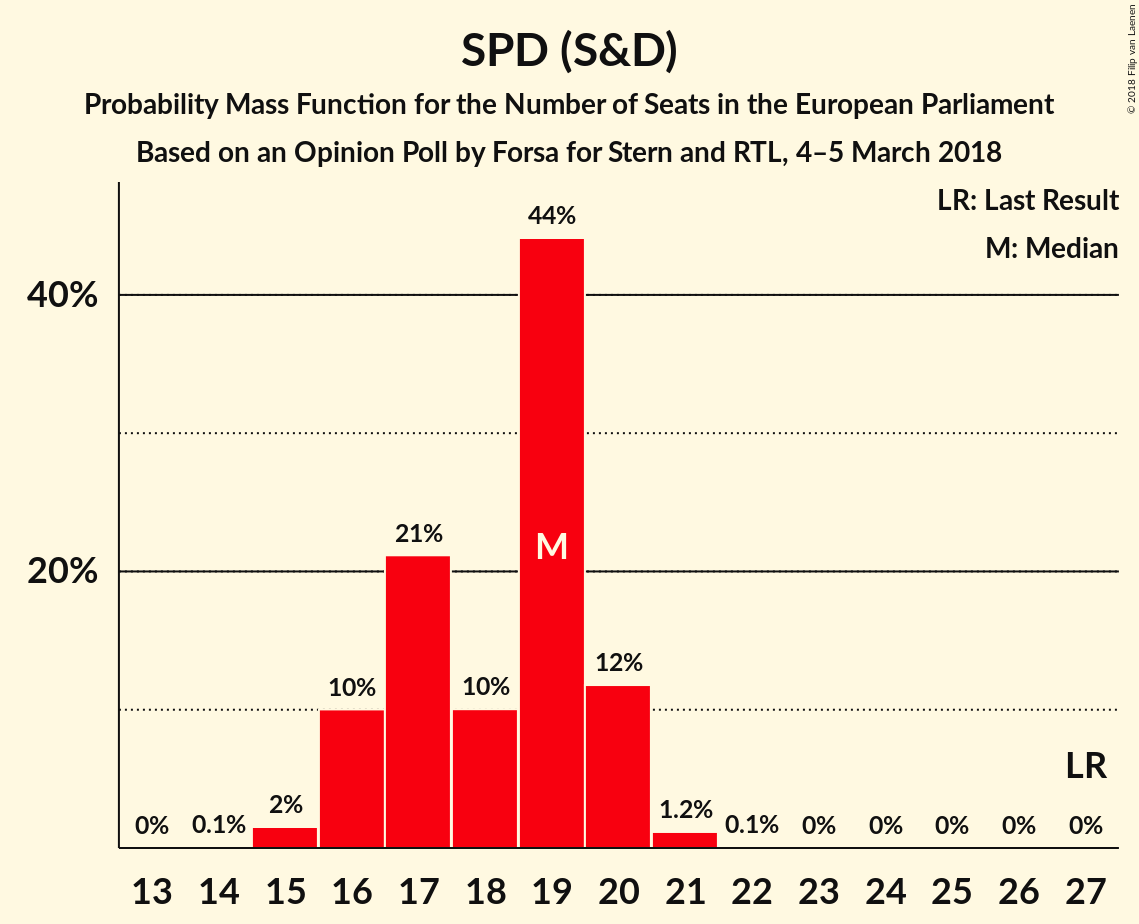 SPD (S&D)
Probability Mass Function for the Number of Seats in the European Parliament
Based on an Opinion Poll by Forsa for Stern and RTL, 4–5 March 2018
© 2018 Filip van Laenen
LR: Last Result
M: Median
40%
20%
0% 0.1% 2% 10% 21% 10% 44% 12% 1.2% 0.1% 0% 0% 0% 0% 0%
M
LR
13 14 15 16 17 18 19 20 21 22 23 24 25 26 27